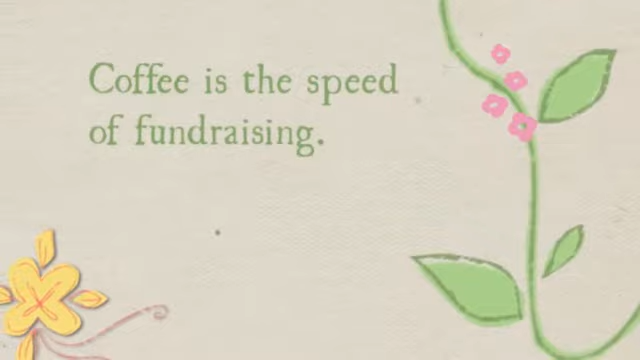 Coffee is the speed
of fundraising.